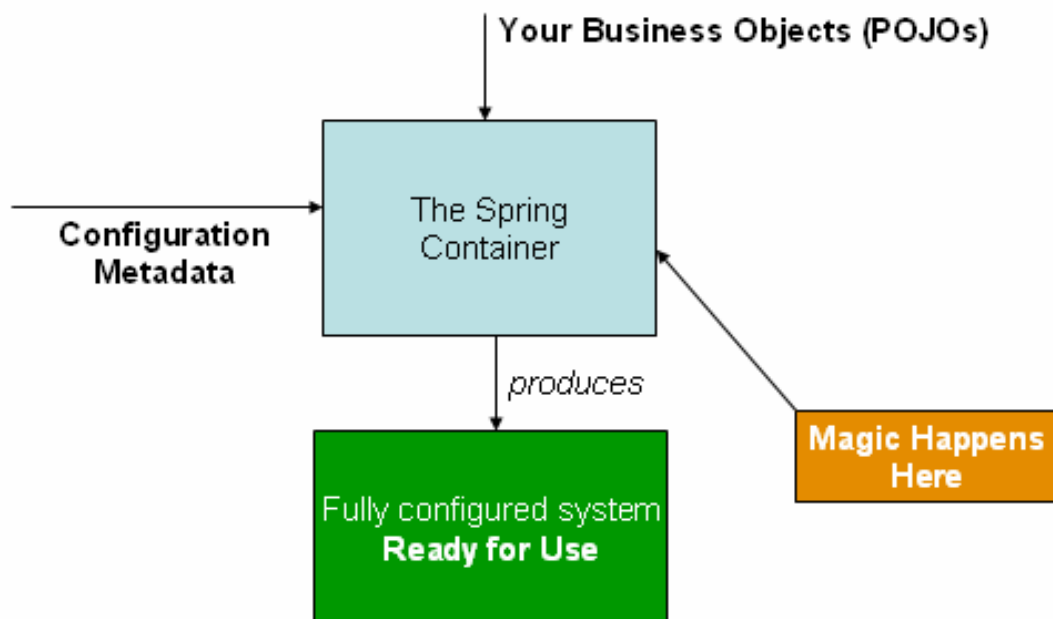 Your Business Objects (POJOs)
The Spring
Container
Configuration
Metadata
produces
Magic Happens
Here
Fully configured system
Ready for Use